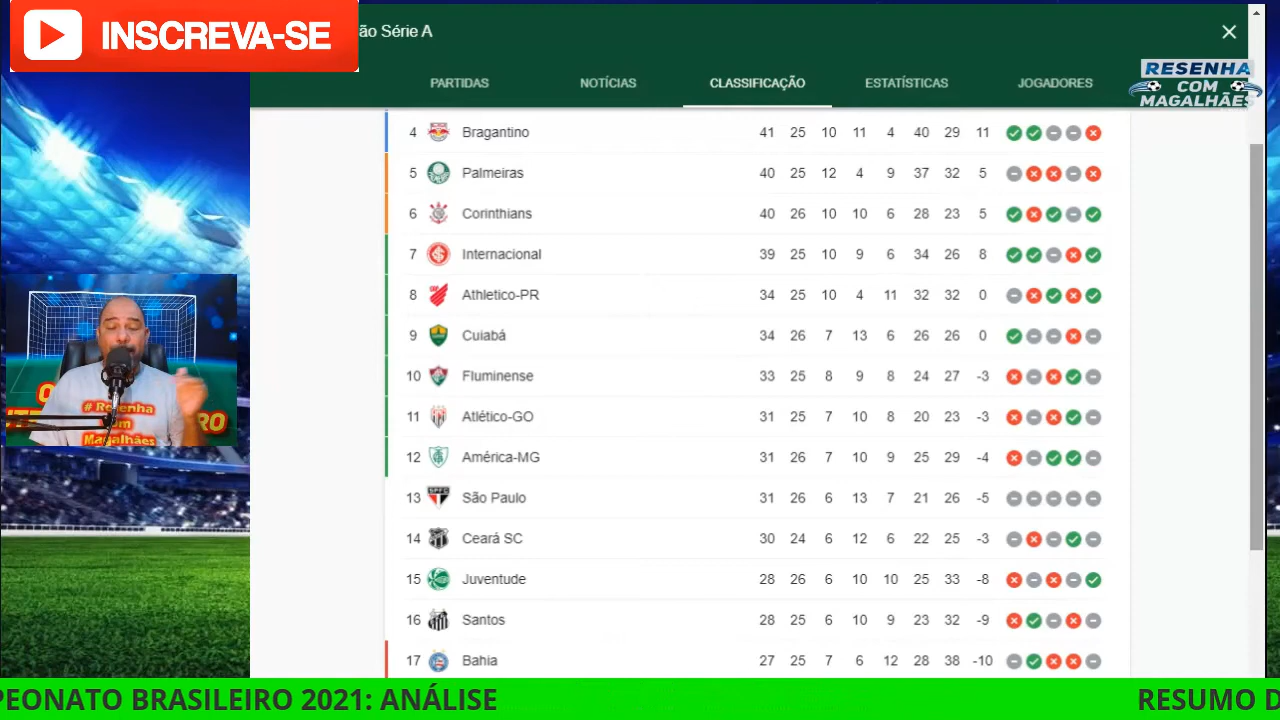 INSCREVA-SE
ão Série A
PARTIDAS NOTÍCIAS CLASSIFICAÇÃO ESTATÍSTICAS JOGADORES
RESENHA
COM
MAGALHÃES
4 Bragantino 41 25 10 11 4 40 29 11
5 Palmeiras 40 25 12 4 9 37 32 5
6 Corinthians 40 26 10 10 6 28 23 5
7 Internacional 39 25 10 9 6 34 26 8
8 Athletico-PR 34 25 10 4 11 32 32 0
9 Cuiabá 34 26 7 13 6 26 26 0
10 Fluminense 33 25 8 9 8 24 27 -3
11 Atlético-GO 31 25 7 10 8 20 23 -3
12 América-MG 31 26 7 10 9 25 29 -4
13 São Paulo 31 26 6 13 7 21 26 -5
14 Ceará SC 30 24 6 12 6 22 25 -3
15 Juventude 28 26 6 10 10 25 33 -8
16 Santos 28 25 6 10 9 23 32 -9
17 Bahia 27 25 7 6 12 28 38 -10
# Resenha
com
Magalhães
PEONATO BRASILEIRO 2021: ANÁLISE
RESUMO D